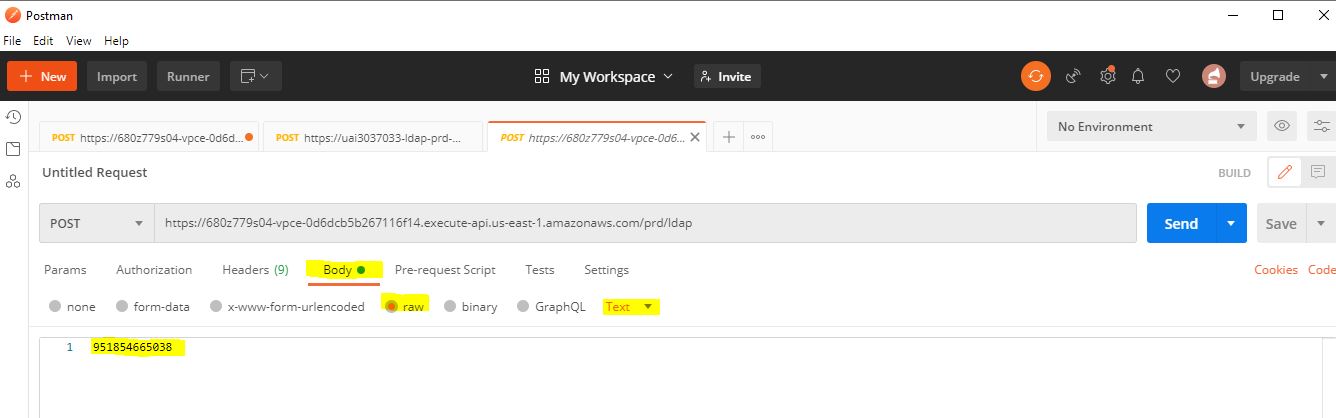 Postman
File Edit View Help
+ New Import Runner My Workspace Invite Upgrade
POST https://680z779s04-vpce-0d6d... POST https://uai3037033-ldap-prd-... POST https://680z779s04-vpce-0d6... No Environment
Untitled Request BUILD
POST https://680z779s04-vpce-0d6dcb5b267116f14.execute-api.us-east-1.amazonaws.com/prd/ldap Send Save
Params Authorization Headers (9) Body Pre-request Script Tests Settings Cookies Code
none form-data x-www-form-urlencoded raw binary GraphQL Text
1 951854665038